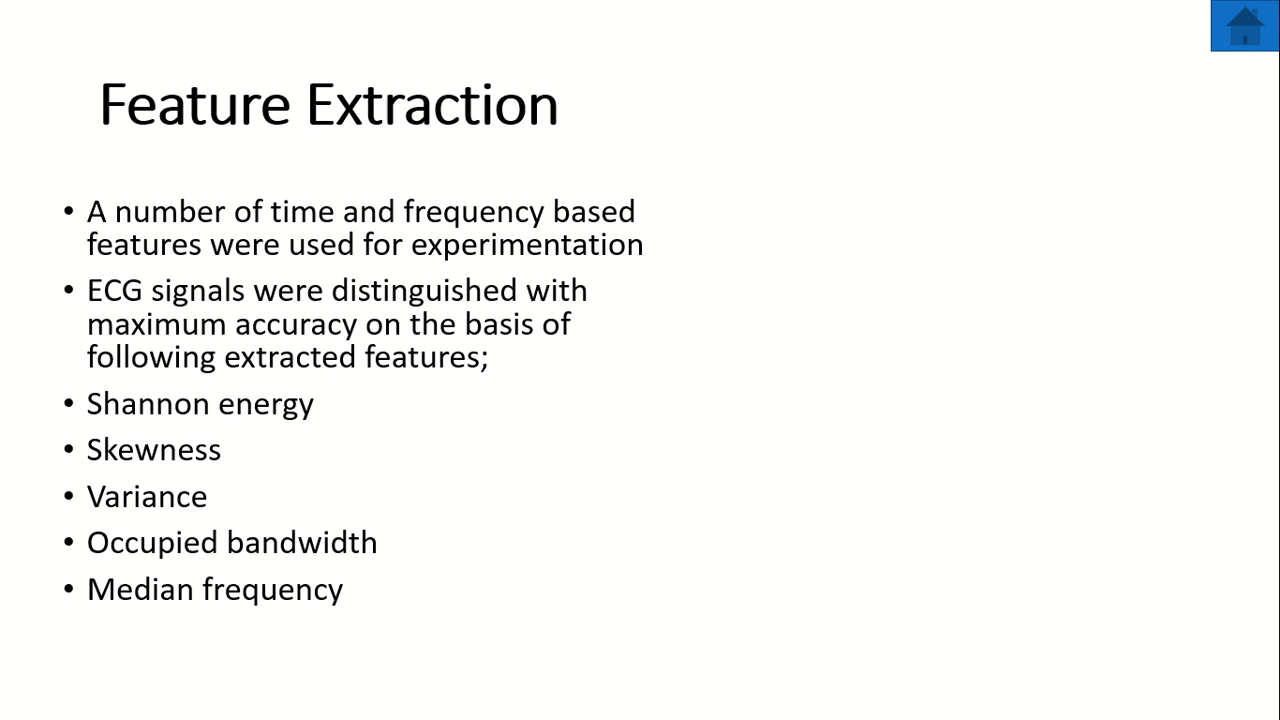 Feature Extraction
• A number of time and frequency based
features were used for experimentation
• ECG signals were distinguished with
maximum accuracy on the basis of
following extracted features;
• Shannon energy
• Skewness
• Variance
• Occupied bandwidth
• Median frequency